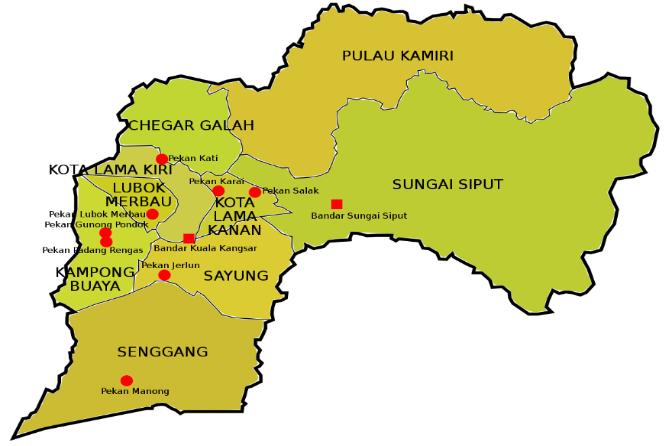 PULAU KAMIRI
CHEGAR GALAH
Pekan Kati
KOTA LAMA KIRI
Pekan Karai
Pekan Salak
SUNGAI SIPUT
LUBOK
MERBAU
KOTA
LAMA
KANAN
Pekan Lubok Merbau
Bandar Sungai Siput
Pekan Gunong Pondok
Pekan Padang Rengas
Bandar Kuala Kangsar
Pekan Jerlun
KAMPONG
BUAYA
SAYUNG
SENGGANG
Pekan Manong